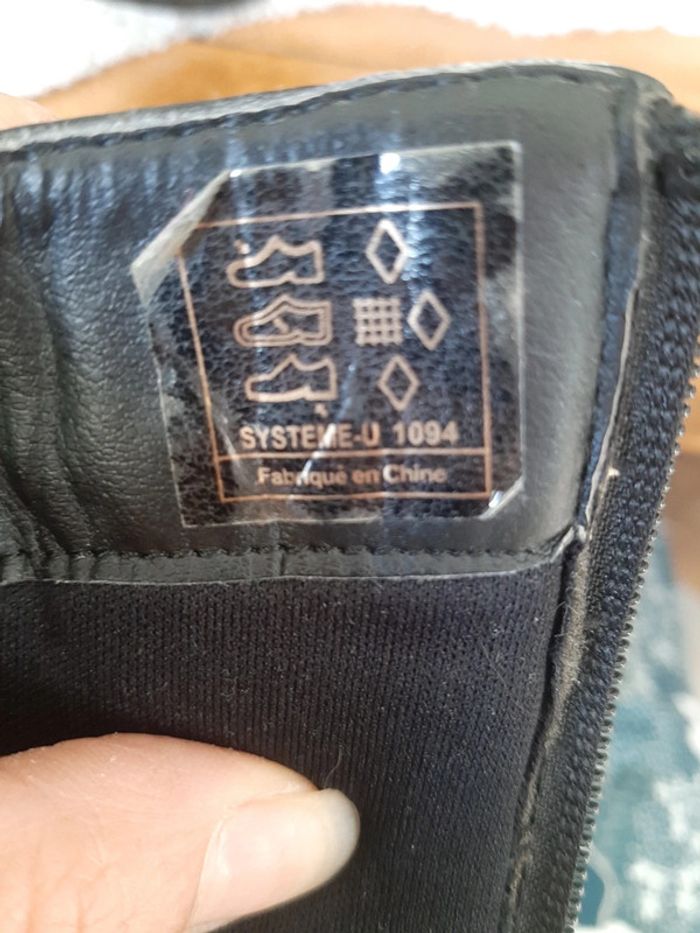 SYSTEME-U 1094
Fabriqué en Chine